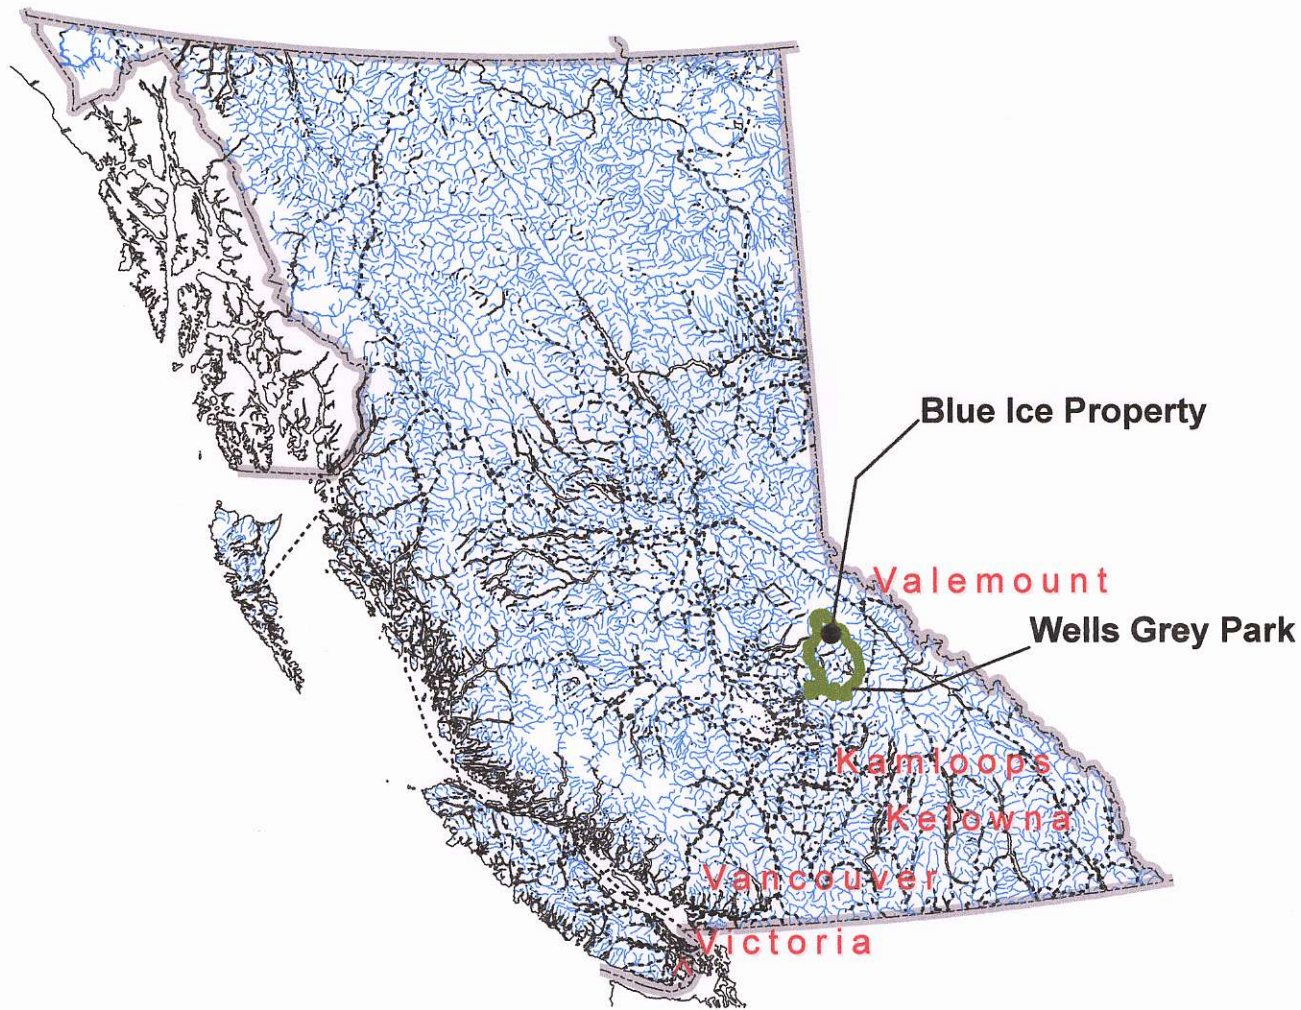 Blue Ice Property
Valemount
Wells Grey Park
Kamloops
Kelowna
Vancouver
Victoria